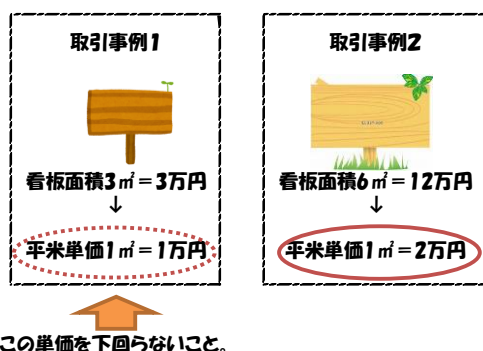 取引事例1
看板面積3㎡＝3万円
↓
平米単価1㎡＝1万円
この単価を下回らないこと。
取引事例2
看板面積6㎡＝12万円
↓
平米単価1㎡＝2万円